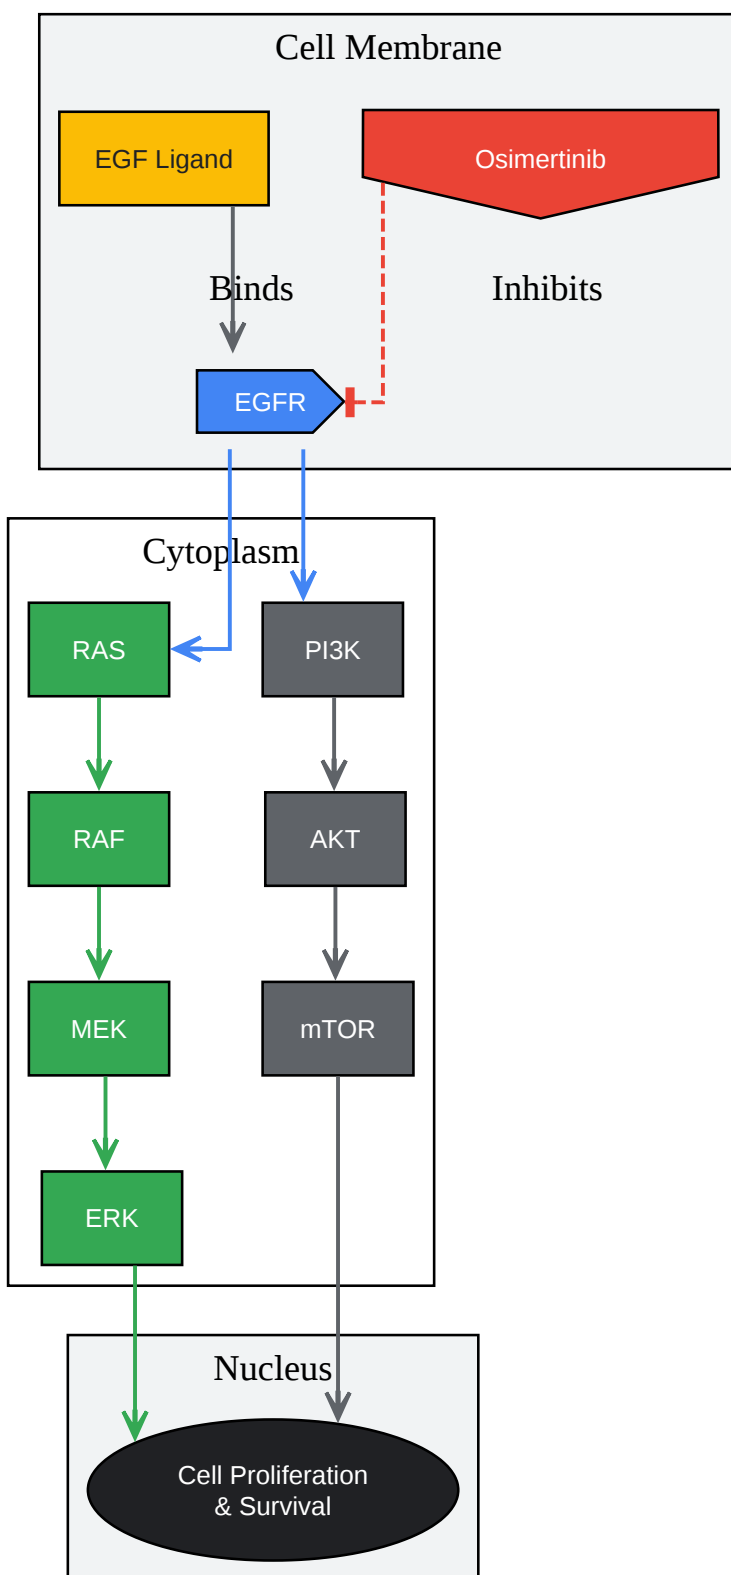 Cell Membrane
EGF Ligand
Osimertinib
Binds
Inhibits
EGFR
Cytoplasm
RAS
PI3K
RAF
AKT
MEK
mTOR
ERK
Nucleus
Cell Proliferation
& Survival